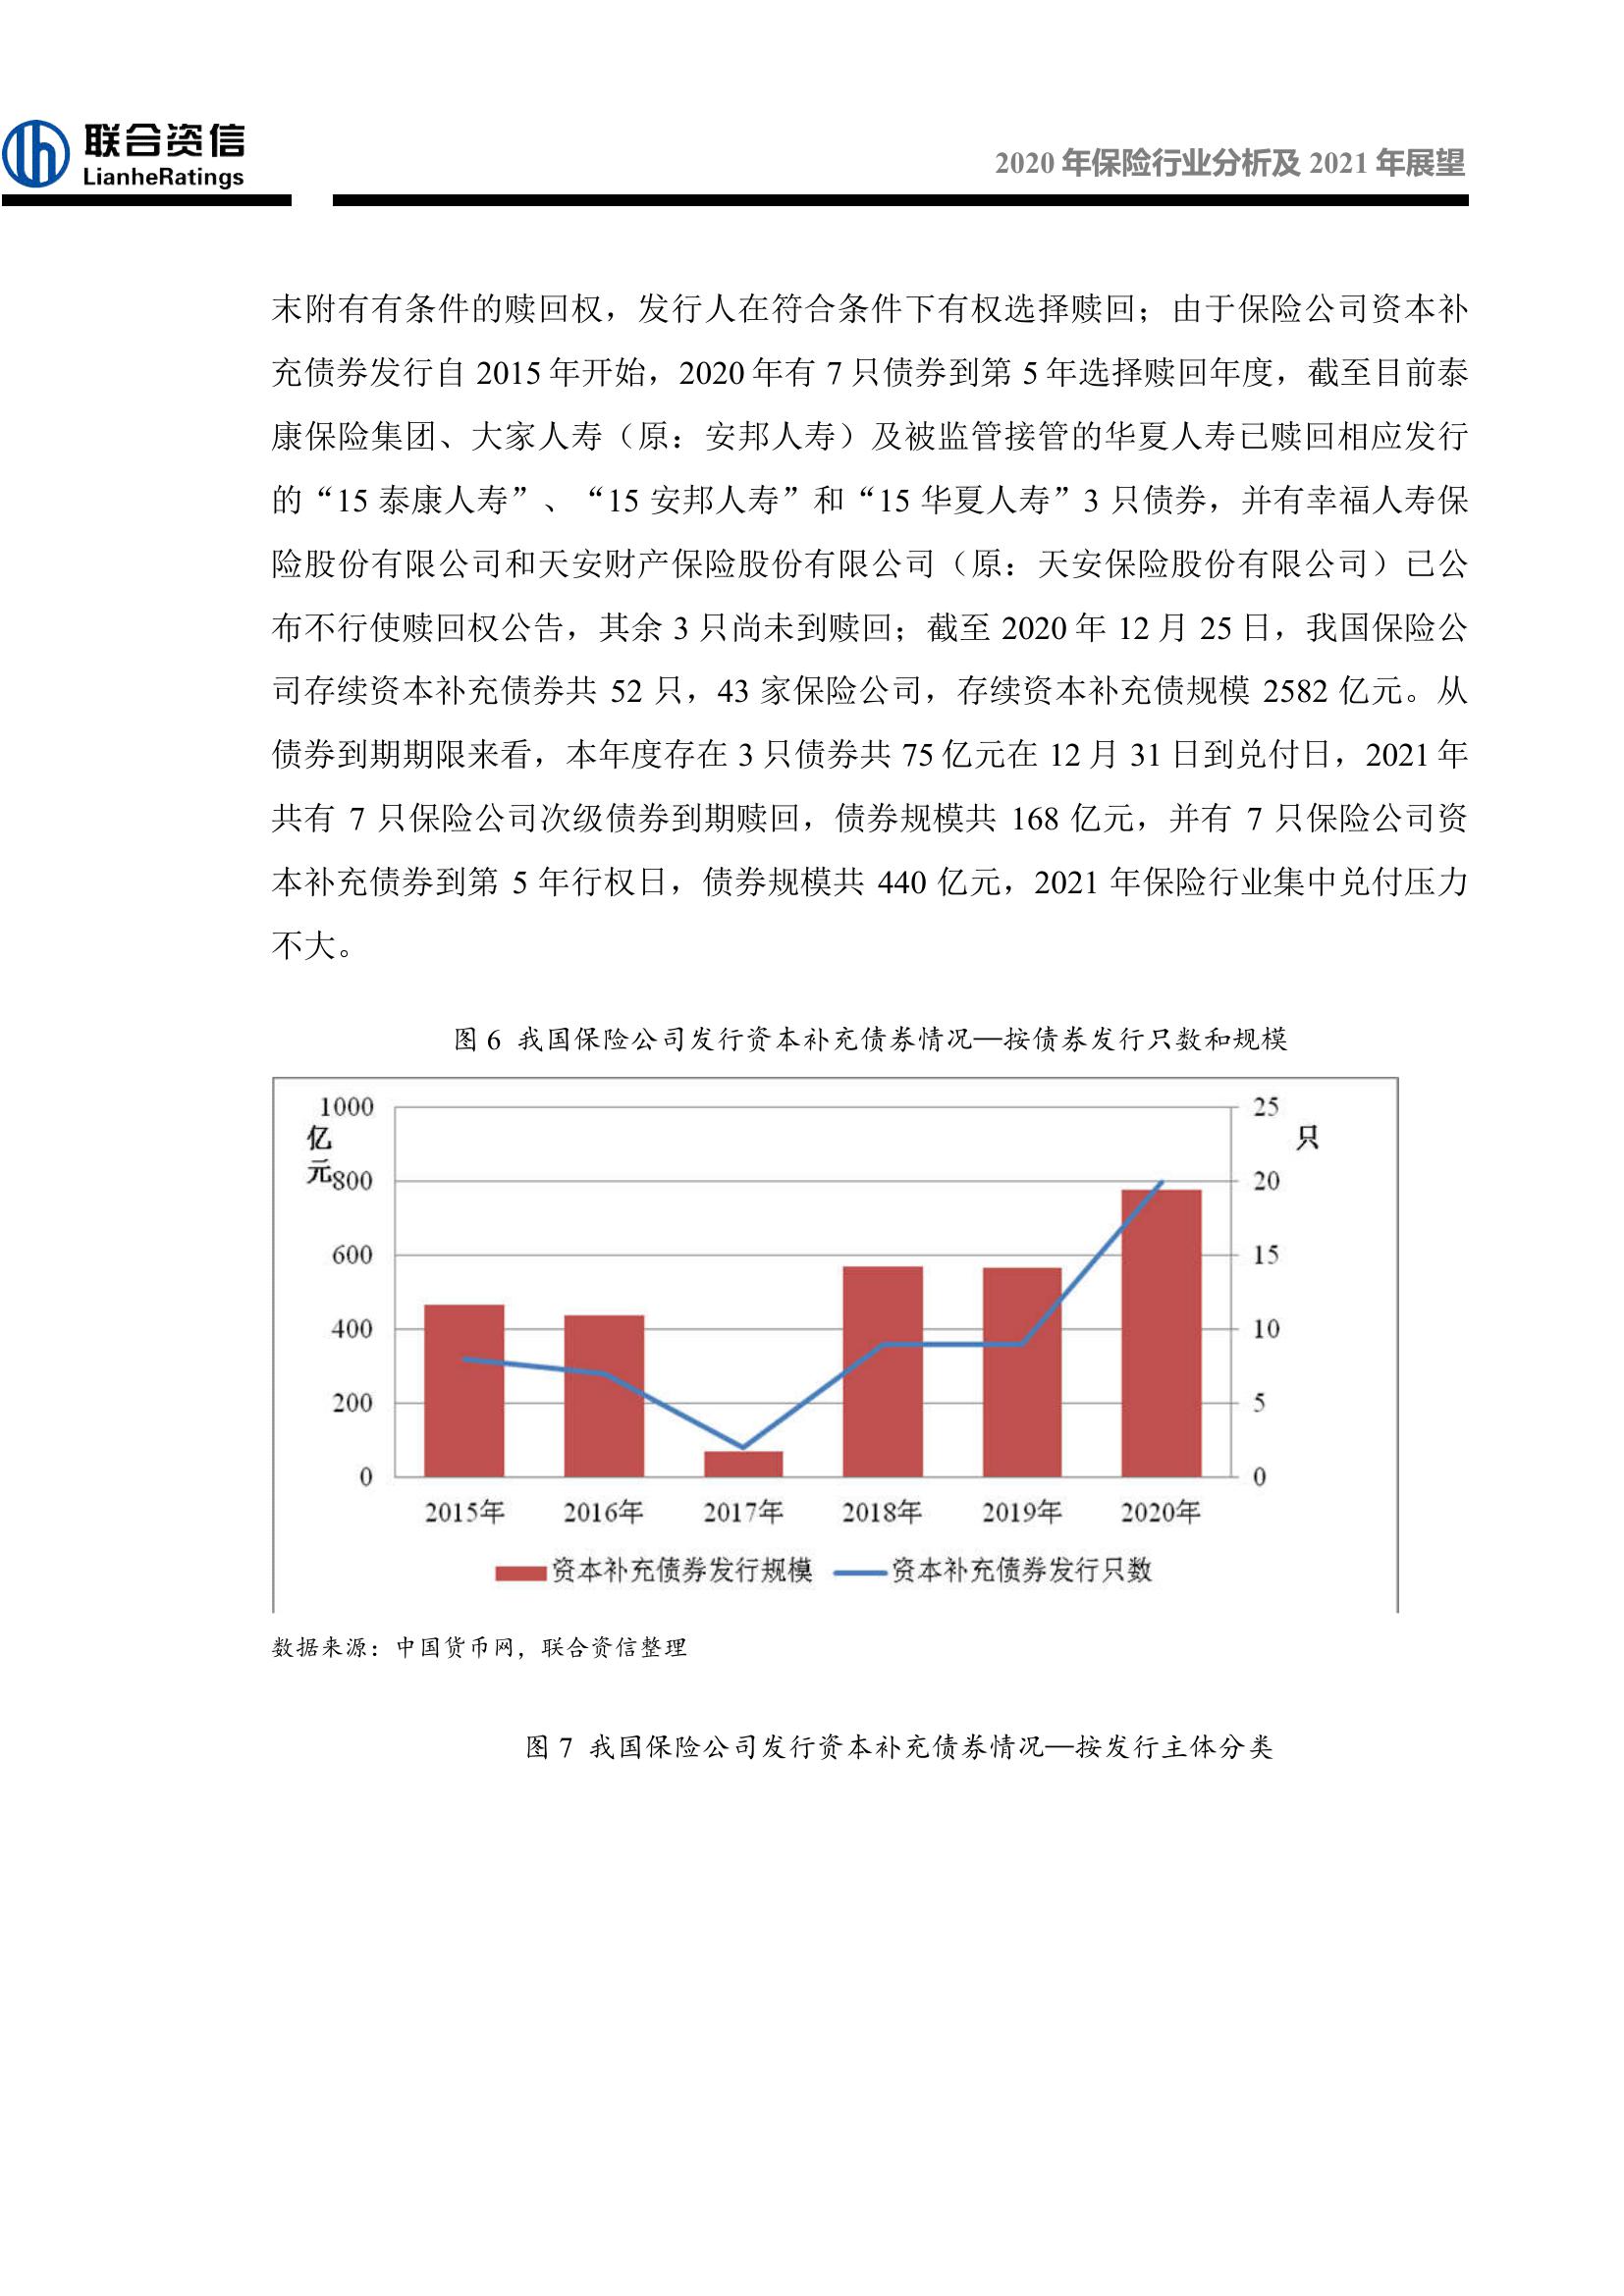 联合资信
LianheRatings
2020 年保险行业分析及 2021 年展望
末附有有条件的赎回权，发行人在符合条件下有权选择赎回；由于保险公司资本补
充债券发行自 2015 年开始，2020 年有 7 只债券到第 5 年选择赎回年度，截至目前泰
康保险集团、大家人寿（原：安邦人寿）及被监管接管的华夏人寿已赎回相应发行
的“15 泰康人寿”、“15 安邦人寿”和“15 华夏人寿”3 只债券，并有幸福人寿保
险股份有限公司和天安财产保险股份有限公司（原：天安保险股份有限公司）已公
布不行使赎回权公告，其余 3 只尚未到赎回；截至 2020 年 12 月 25 日，我国保险公
司存续资本补充债券共 52 只，43 家保险公司，存续资本补充债规模 2582 亿元。从
债券到期期限来看，本年度存在 3 只债券共 75 亿元在 12 月 31 日到兑付日，2021 年
共有 7 只保险公司次级债券到期赎回，债券规模共 168 亿元，并有 7 只保险公司资
本补充债券到第 5 年行权日，债券规模共 440 亿元，2021 年保险行业集中兑付压力
不大。
图 6 我国保险公司发行资本补充债券情况—按债券发行只数和规模
1000 25
亿 只
元
800 20
600 15
400 10
200 5
0 0
2015年 2016年 2017年 2018年 2019年 2020年
资本补充债券发行规模 资本补充债券发行只数
数据来源：中国货币网，联合资信整理
图 7 我国保险公司发行资本补充债券情况—按发行主体分类